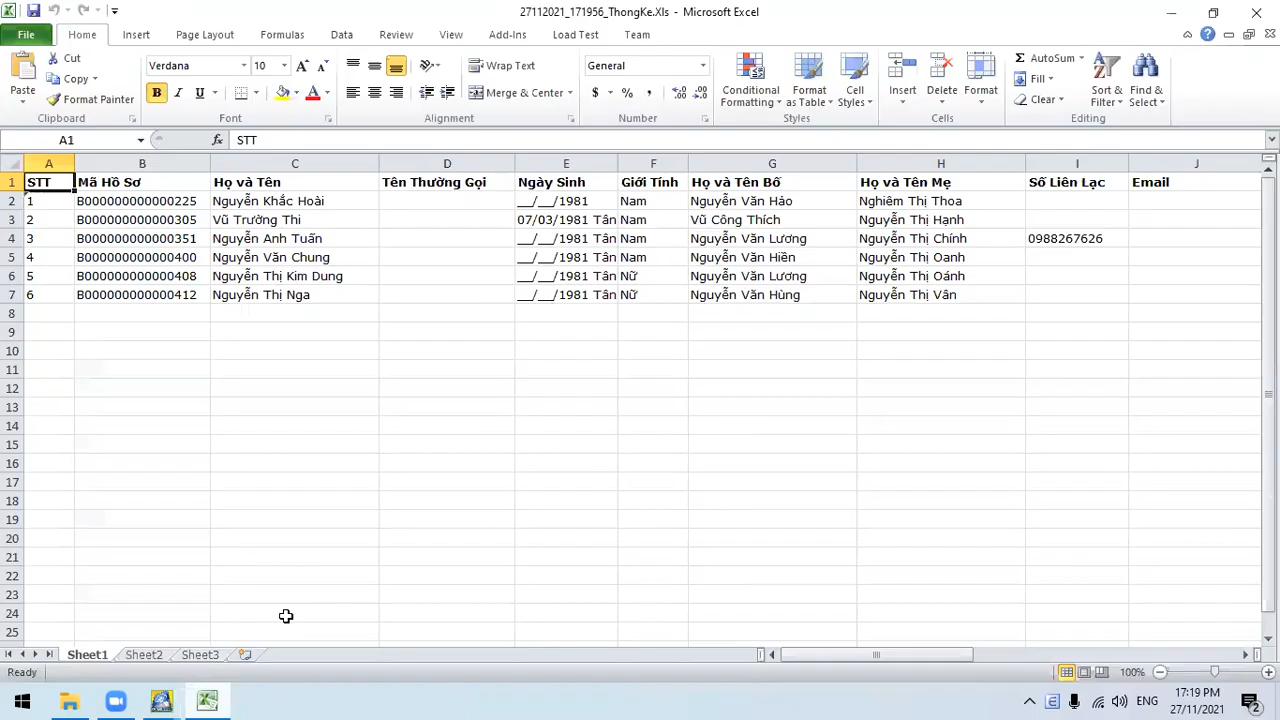 27112021_171956_ThongKe.Xls - Microsoft Excel
File Home Insert Page Layout Formulas Data Review View Add-Ins Load Test Team
Paste Cut Copy Format Painter Clipboard
Verdana 10 B I U A Font
Wrap Text Merge & Center Alignment
General $ % , Number
Conditional Formatting Format as Table Cell Styles Styles
Insert Delete Format Cells
Σ AutoSum Fill Clear Sort & Filter Find & Select Editing
A1 fx STT
A B C D E F G H I J
1 STT Mã Hồ Sơ Họ và Tên Tên Thường Gọi Ngày Sinh Giới Tính Họ và Tên Bố Họ và Tên Mẹ Số Liên Lạc Email
2 1 B000000000000225 Nguyễn Khắc Hoài __/__/1981 Nam Nguyễn Văn Hảo Nghiêm Thị Thoa
3 2 B000000000000305 Vũ Trường Thi 07/03/1981 Tân Nam Vũ Công Thích Nguyễn Thị Hạnh
4 3 B000000000000351 Nguyễn Anh Tuấn __/__/1981 Tân Nam Nguyễn Văn Lương Nguyễn Thị Chính 0988267626
5 4 B000000000000400 Nguyễn Văn Chung __/__/1981 Tân Nam Nguyễn Văn Hiền Nguyễn Thị Oanh
6 5 B000000000000408 Nguyễn Thị Kim Dung __/__/1981 Tân Nữ Nguyễn Văn Lương Nguyễn Thị Oánh
7 6 B000000000000412 Nguyễn Thị Nga __/__/1981 Tân Nữ Nguyễn Văn Hùng Nguyễn Thị Vân
8
9
10
11
12
13
14
15
16
17
18
19
20
21
22
23
24
25
Sheet1 Sheet2 Sheet3
Ready 100%
ENG 17:19 PM
27/11/2021 2